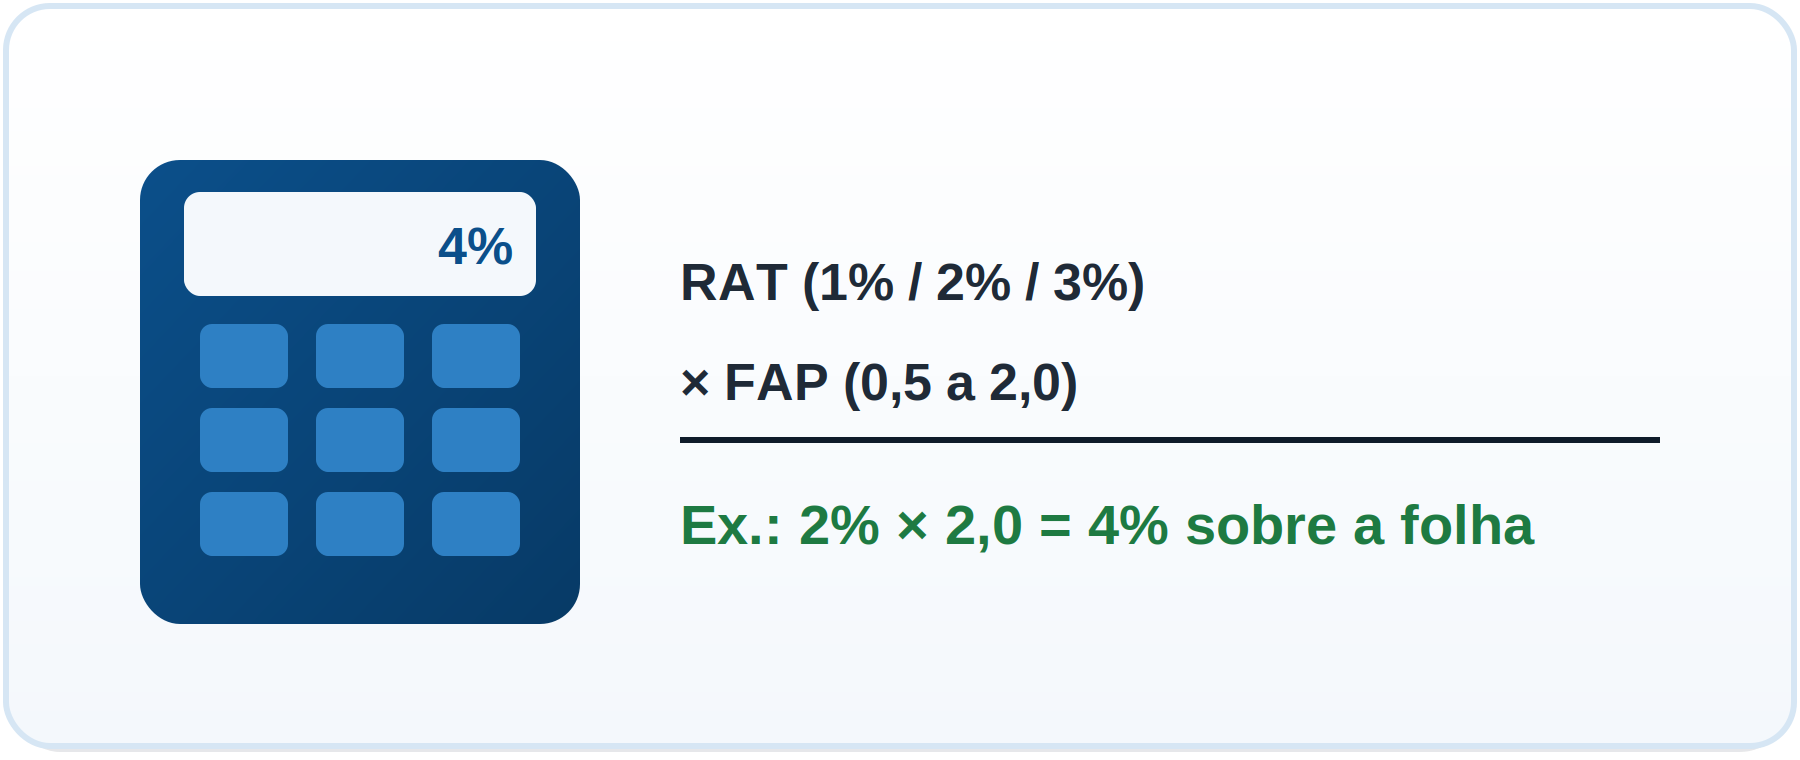 4%
RAT (1% / 2% / 3%)
× FAP (0,5 a 2,0)
Ex.: 2% × 2,0 = 4% sobre a folha